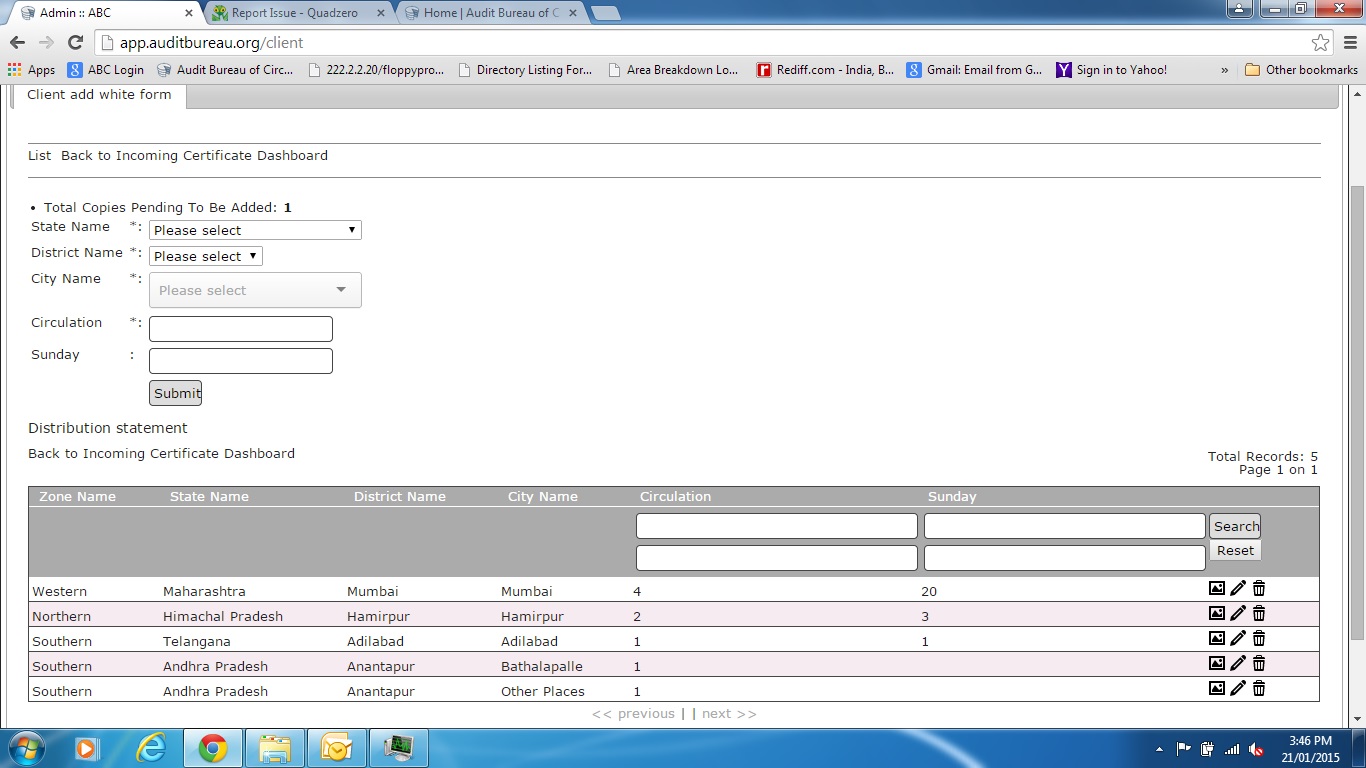 Admin :: ABC
Report Issue - Quadzero
Home | Audit Bureau of C
app.auditbureau.org/client
Apps ABC Login Audit Bureau of Circ... 222.2.2.20/floppypro... Directory Listing For... Area Breakdown Lo... Rediff.com - India, B... Gmail: Email from G... Sign in to Yahoo! » Other bookmarks
Client add white form
List Back to Incoming Certificate Dashboard
• Total Copies Pending To Be Added: 1
State Name *: Please select
District Name *: Please select
City Name *: Please select
Circulation *:
Sunday :
Submit
Distribution statement
Back to Incoming Certificate Dashboard
Total Records: 5
Page 1 on 1
Zone Name State Name District Name City Name Circulation Sunday
Search
Reset
Western Maharashtra Mumbai Mumbai 4 20
Northern Himachal Pradesh Hamirpur Hamirpur 2 3
Southern Telangana Adilabad Adilabad 1 1
Southern Andhra Pradesh Anantapur Bathalapalle 1
Southern Andhra Pradesh Anantapur Other Places 1
<< previous | | next >>
3:46 PM
21/01/2015